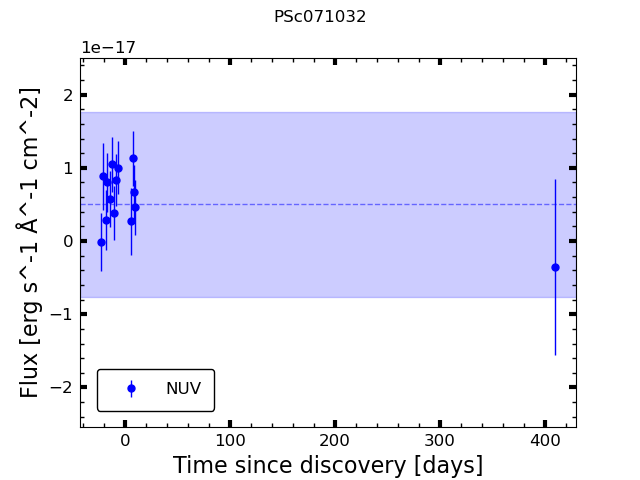 PSc071032
1e−17
2
1
0
−1
−2
Flux [erg s^-1 Å^-1 cm^-2]
NUV
0 100 200 300 400
Time since discovery [days]